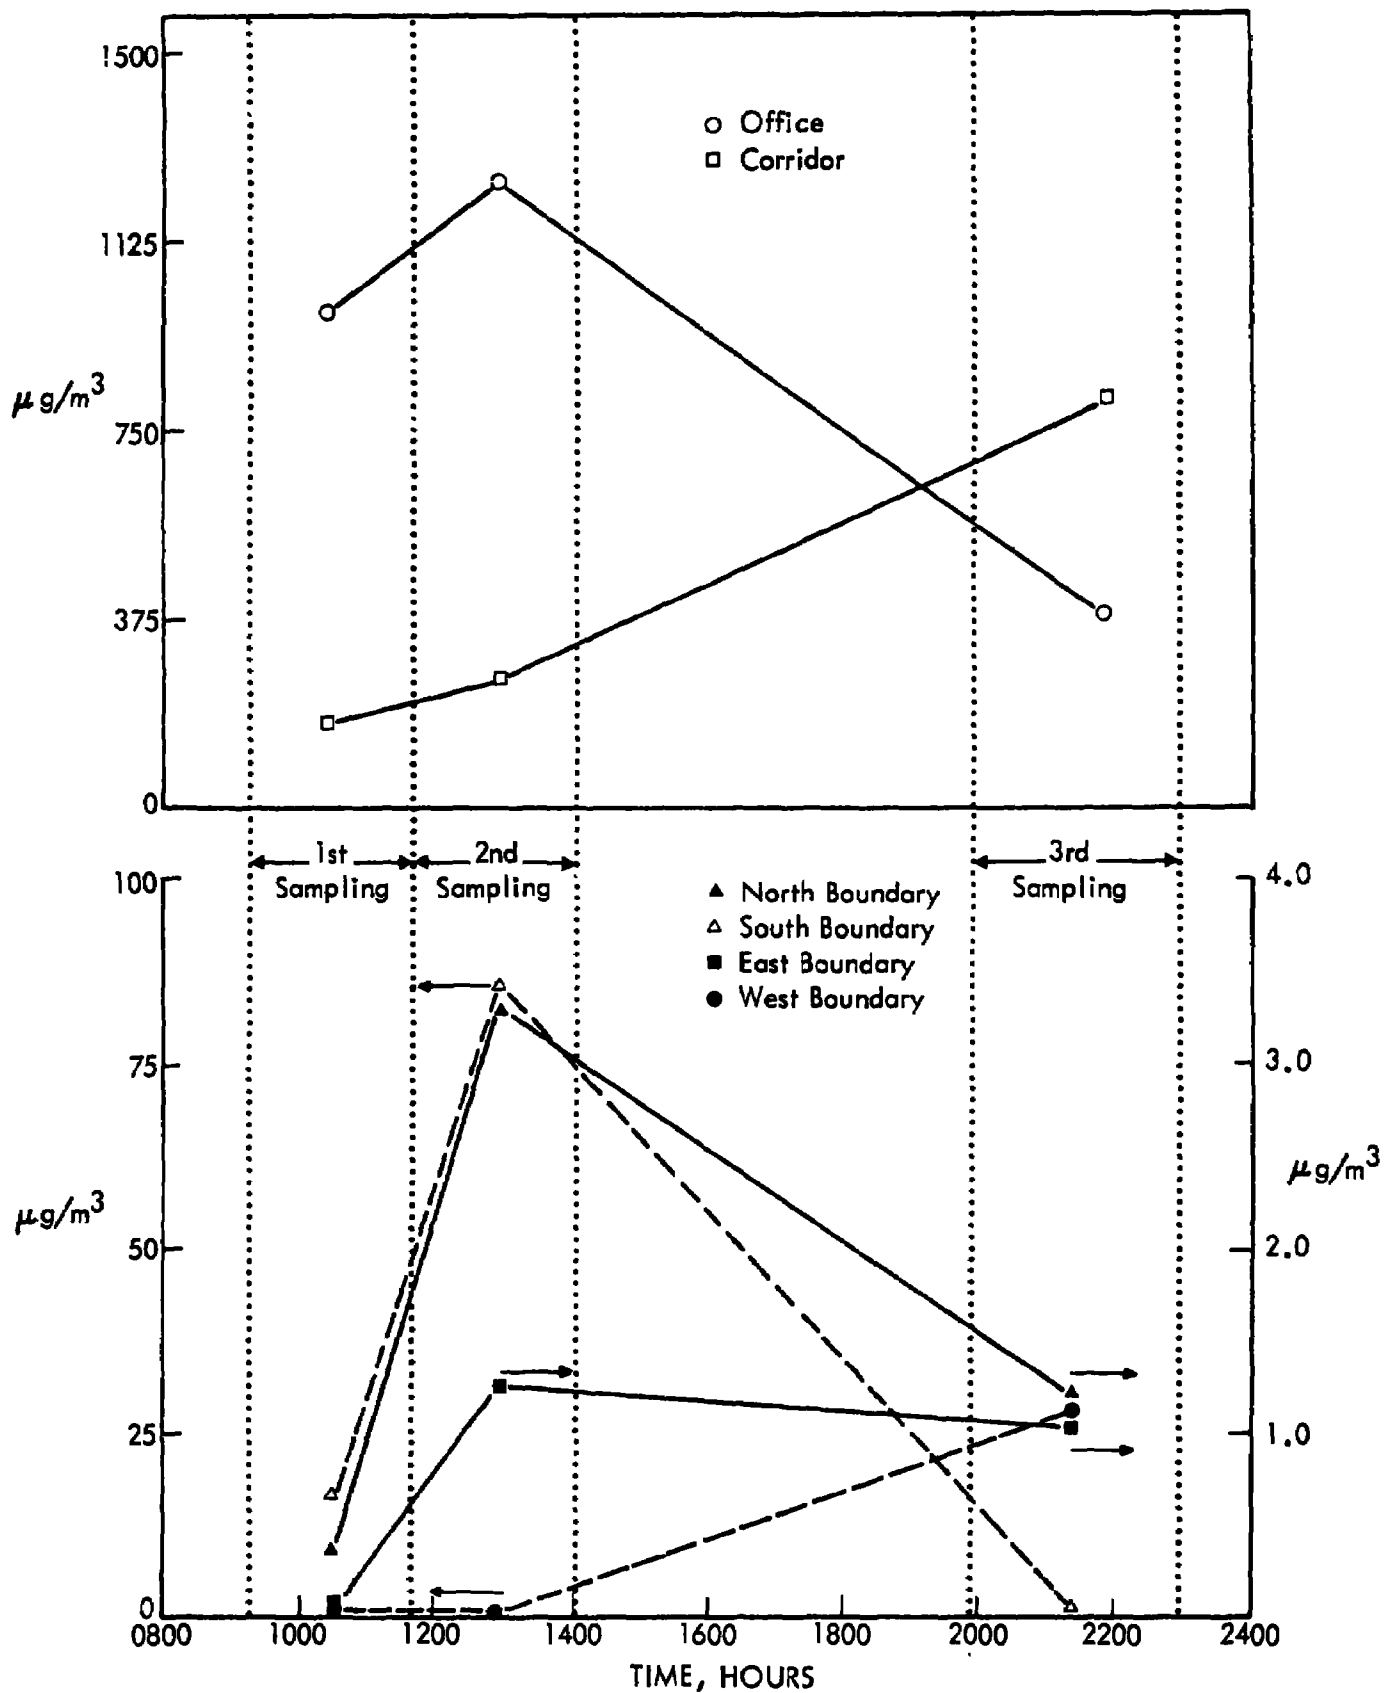 1500
Office
Corridor
1125
μg/m³
750
375
0
1st
Sampling
2nd
Sampling
3rd
Sampling
100
4.0
North Boundary
South Boundary
East Boundary
West Boundary
75
3.0
μg/m³
μg/m³
50
2.0
25
1.0
0
0
0800 1000 1200 1400 1600 1800 2000 2200 2400
TIME, HOURS